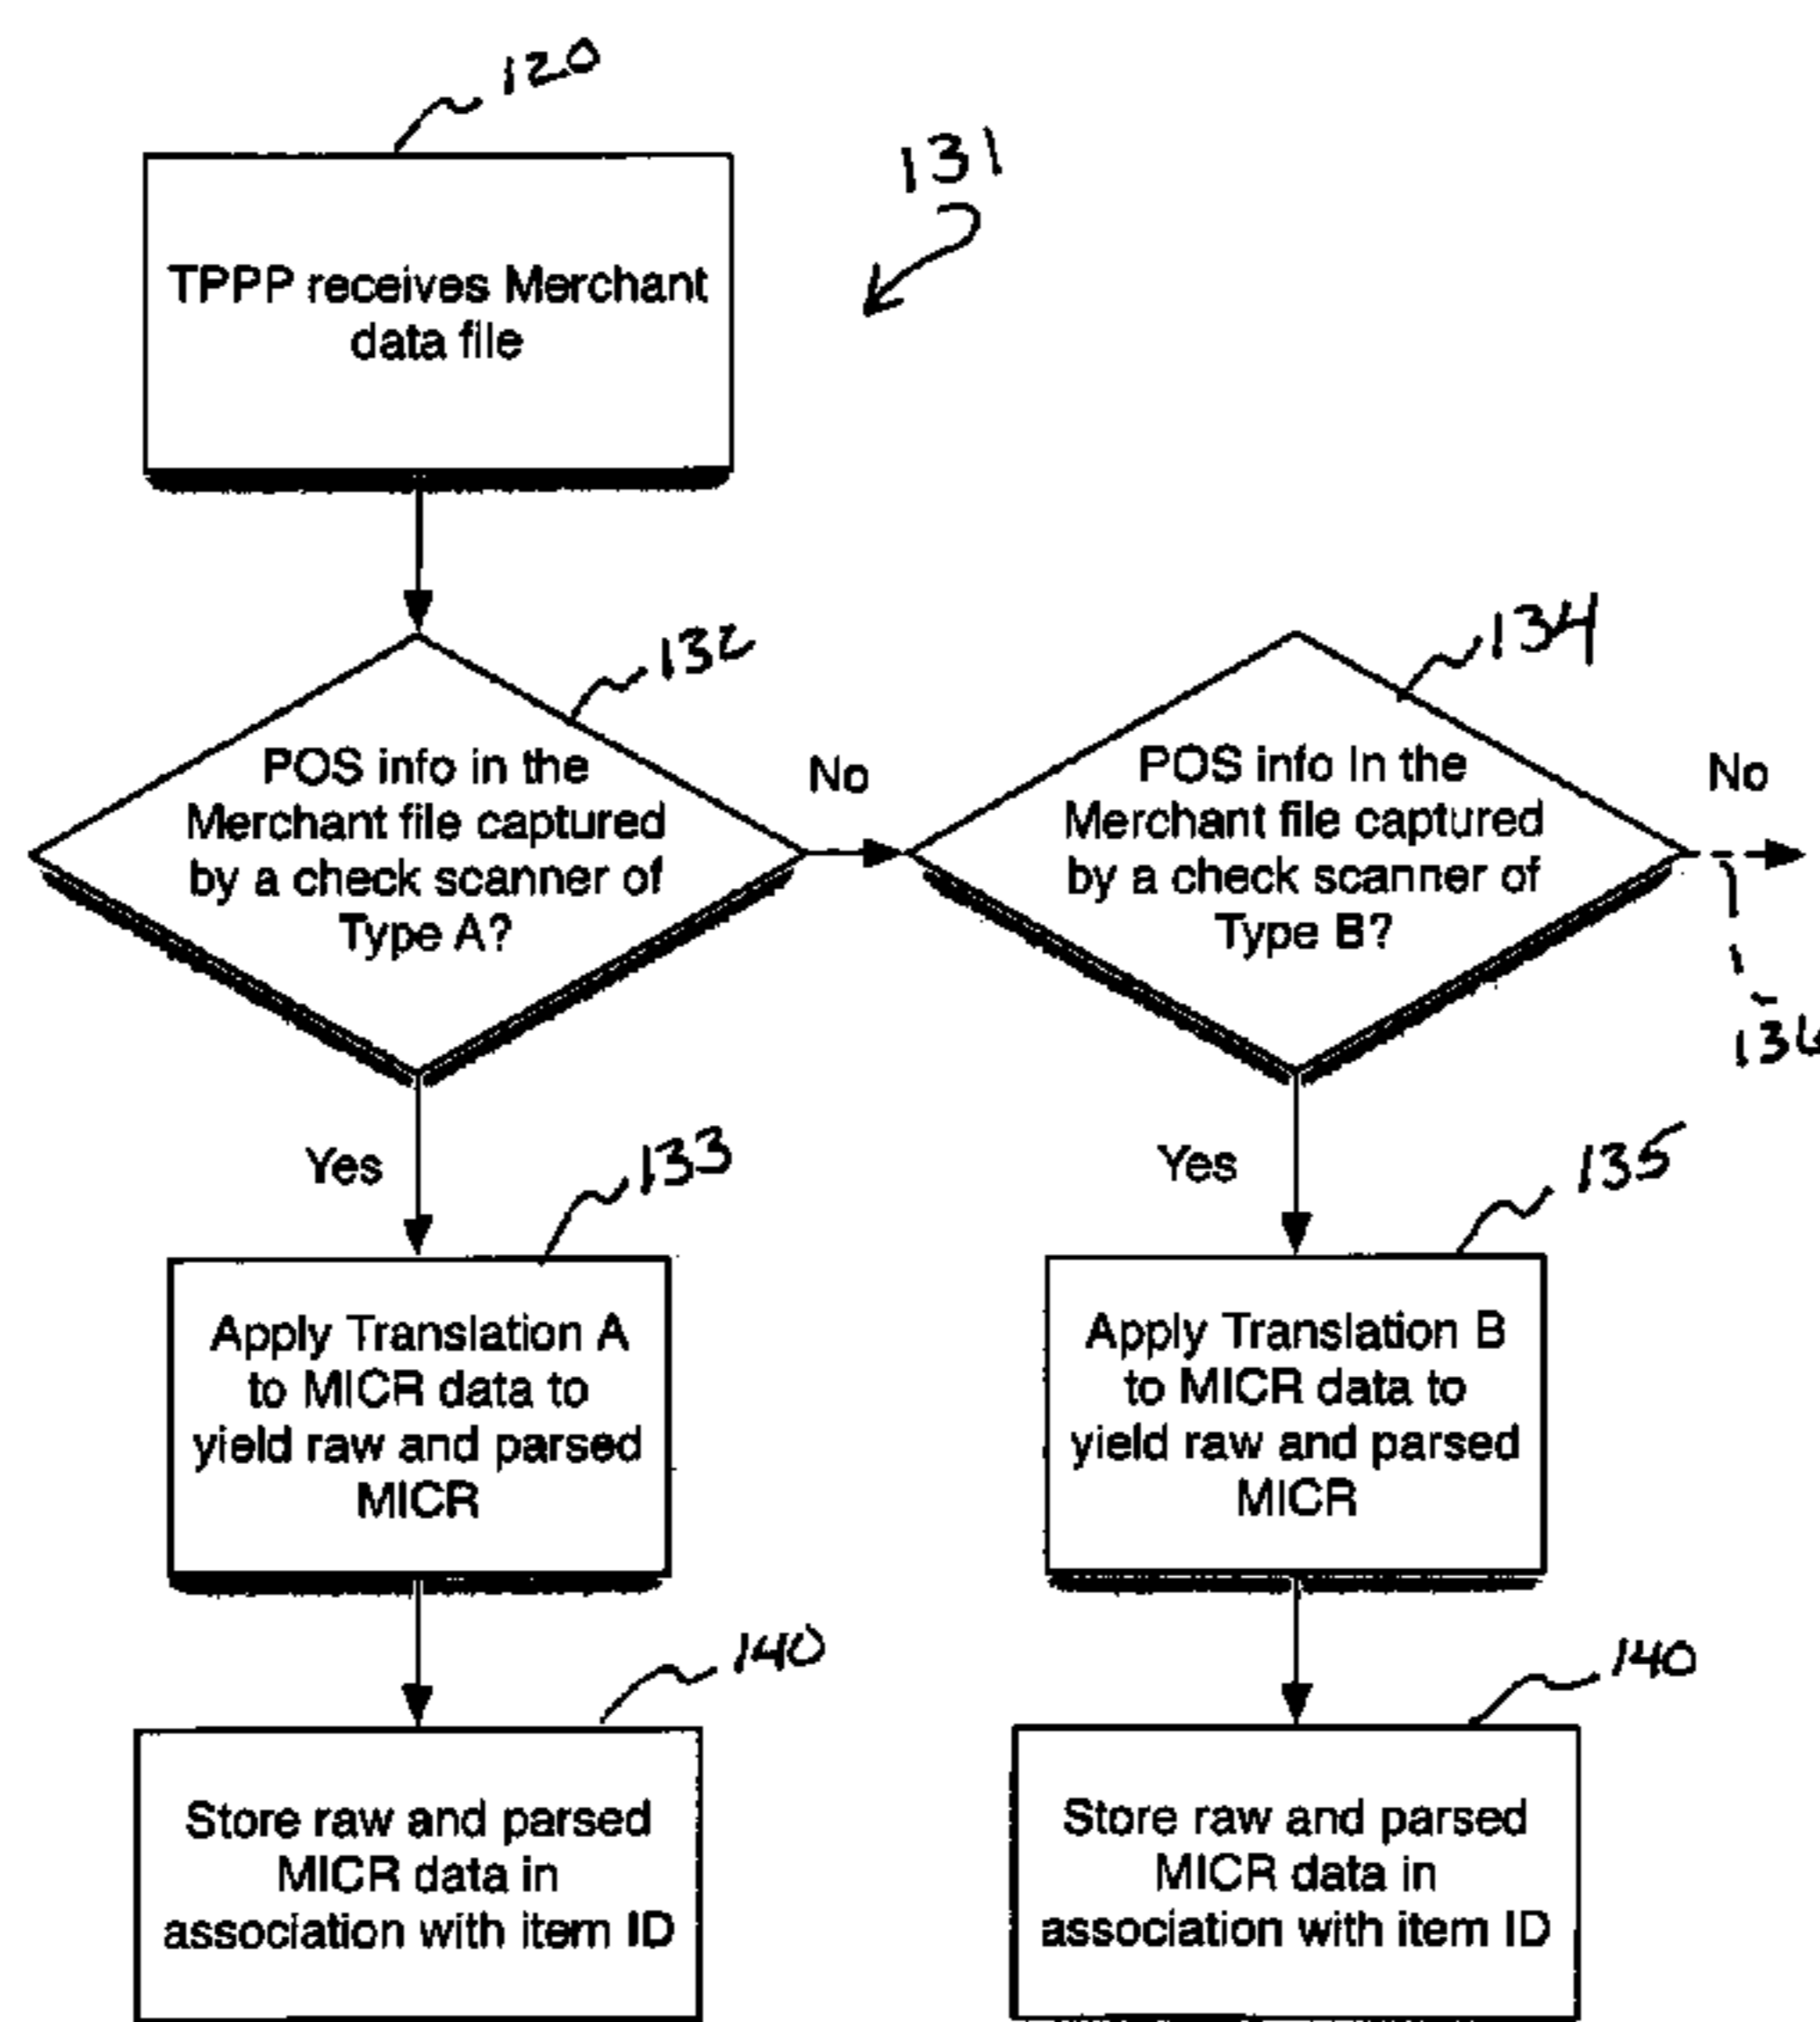 120
131
TPPP receives Merchant
data file
132
POS info in the
Merchant file captured
by a check scanner of
Type A?
No
134
POS info in the
Merchant file captured
by a check scanner of
Type B?
No
Yes
133
Apply Translation A
to MICR data to
yield raw and parsed
MICR
Yes
135
Apply Translation B
to MICR data to
yield raw and parsed
MICR
140
Store raw and parsed
MICR data in
association with item ID
140
Store raw and parsed
MICR data in
association with item ID